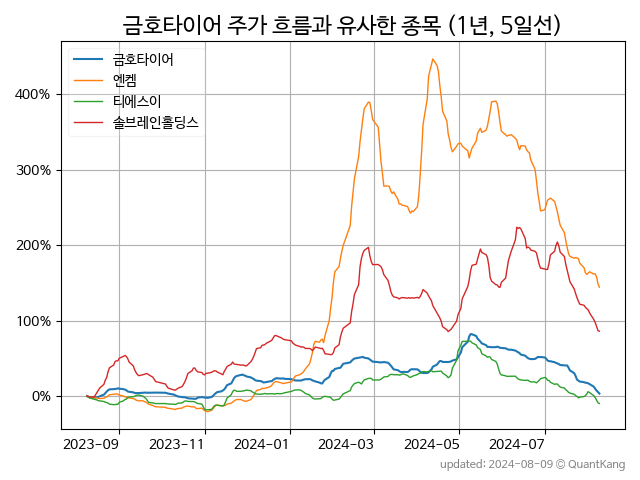 금호타이어 주가 흐름과 유사한 종목 (1년, 5일선)
금호타이어
엔켐
티에스이
솔브레인홀딩스
400%
300%
200%
100%
0%
2023-09 2023-11 2024-01 2024-03 2024-05 2024-07
updated: 2024-08-09 © QuantKang